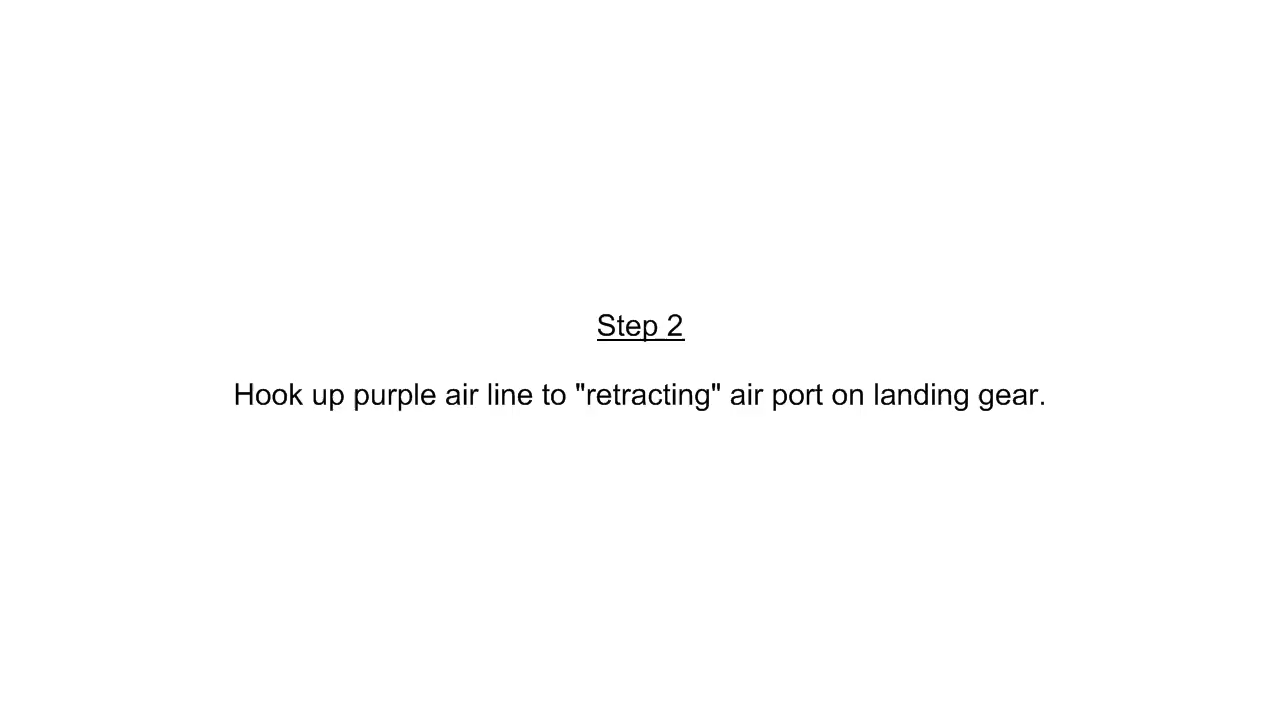 Step 2
Hook up purple air line to "retracting" air port on landing gear.